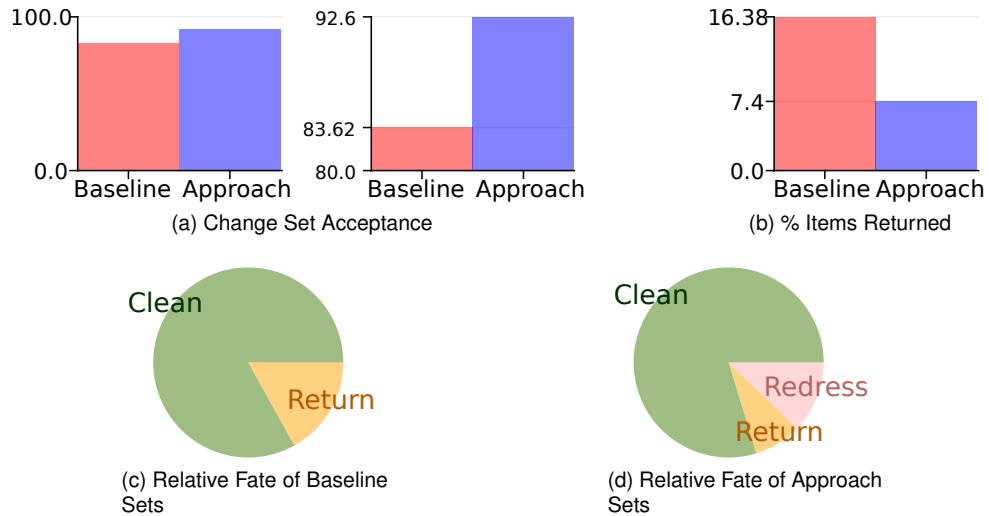 100.0
0.0
Baseline
Approach
92.6
83.62
80.0
Baseline
Approach
(a) Change Set Acceptance
16.38
7.4
0.0
Baseline
Approach
(b) % Items Returned
Clean
Return
(c) Relative Fate of Baseline
Sets
Clean
Redress
Return
(d) Relative Fate of Approach
Sets